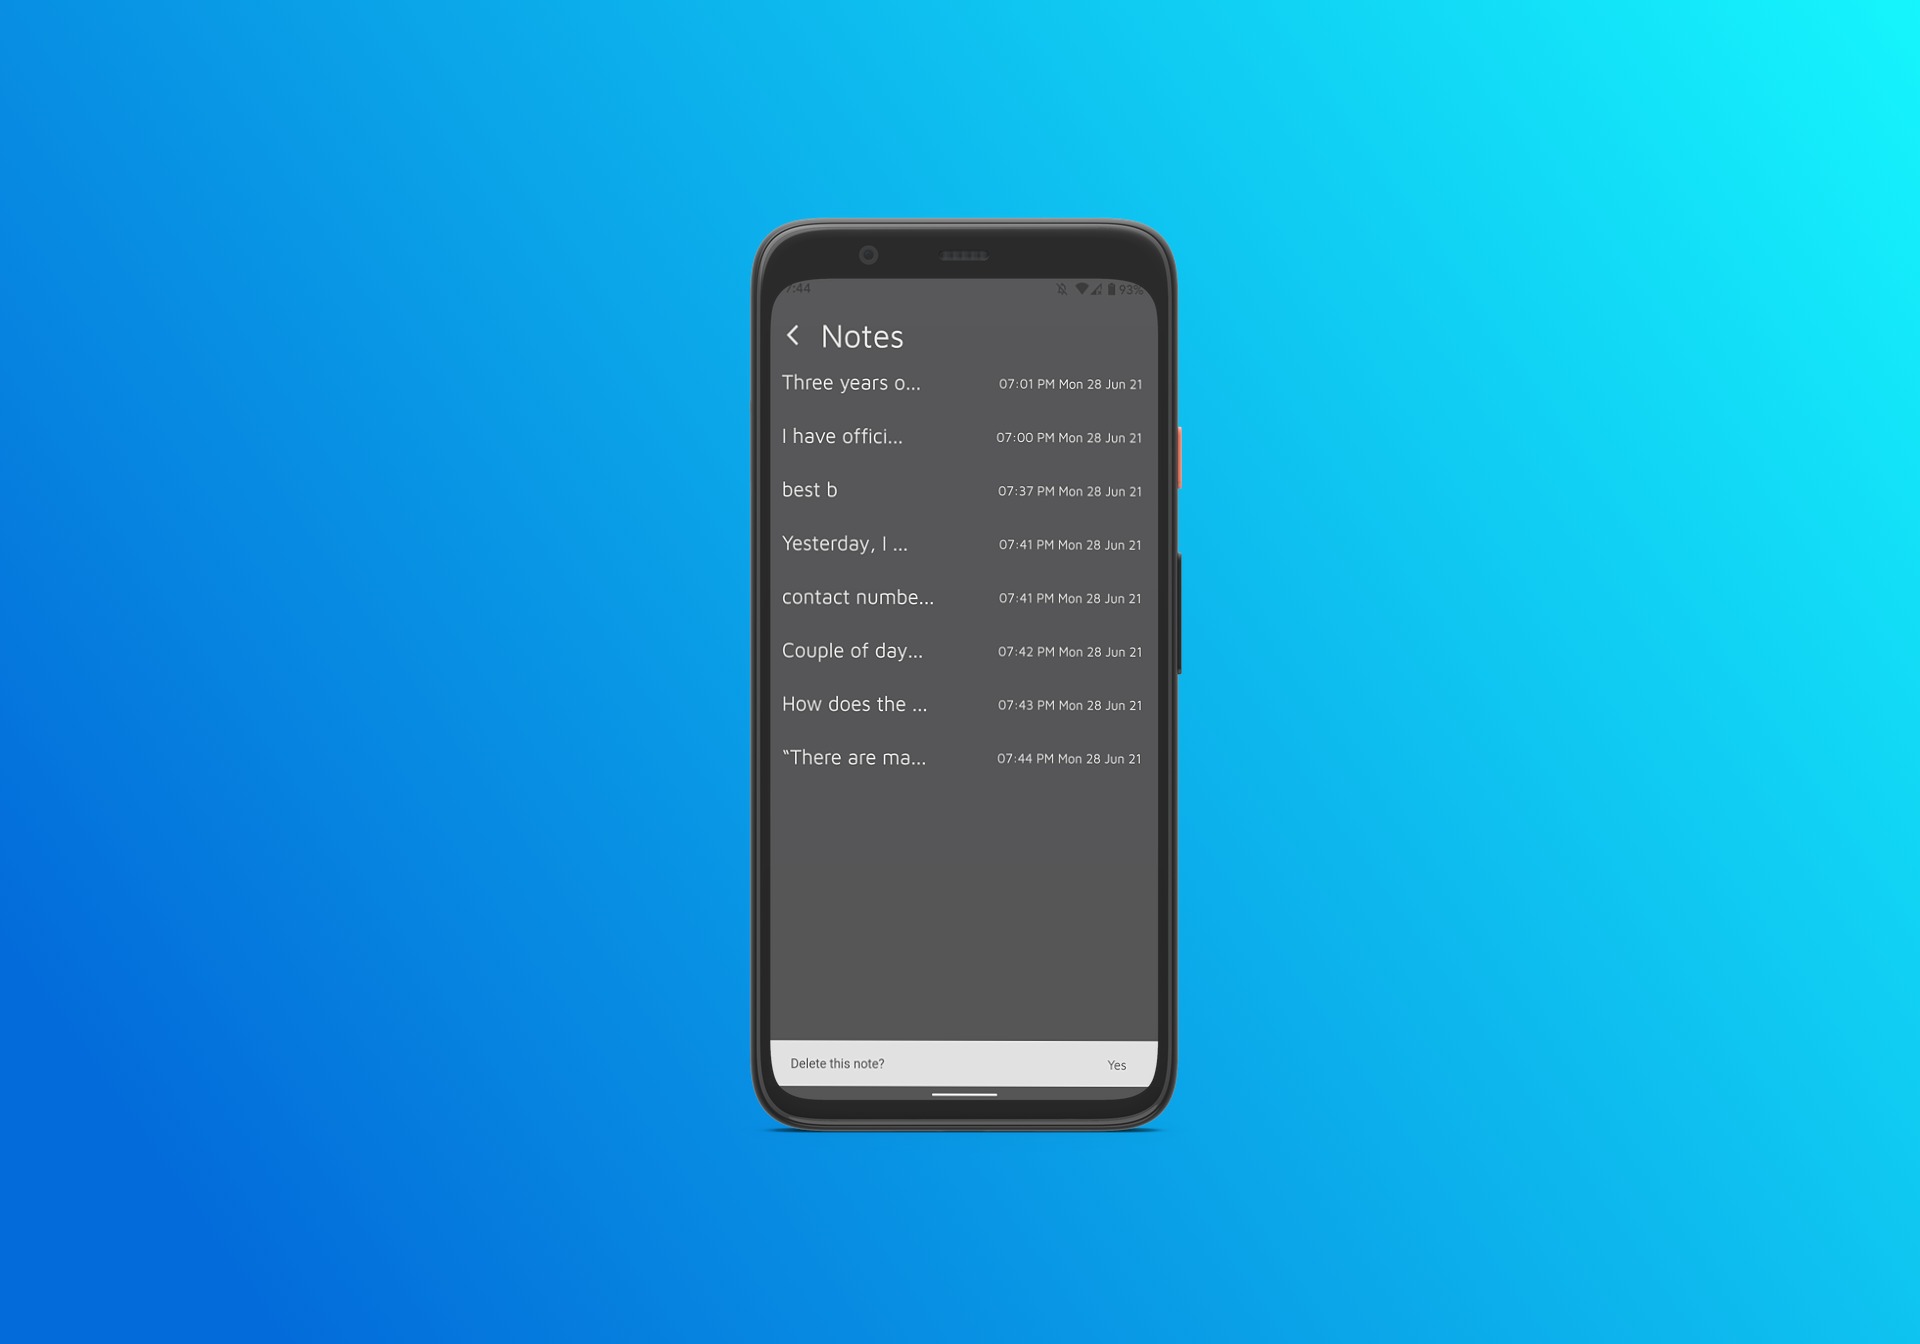 7:44 93%
Notes
Three years o... 07:01 PM Mon 28 Jun 21
I have offici... 07:00 PM Mon 28 Jun 21
best b 07:37 PM Mon 28 Jun 21
Yesterday, I ... 07:41 PM Mon 28 Jun 21
contact numbe... 07:41 PM Mon 28 Jun 21
Couple of day... 07:42 PM Mon 28 Jun 21
How does the ... 07:43 PM Mon 28 Jun 21
“There are ma... 07:44 PM Mon 28 Jun 21
Delete this note? Yes